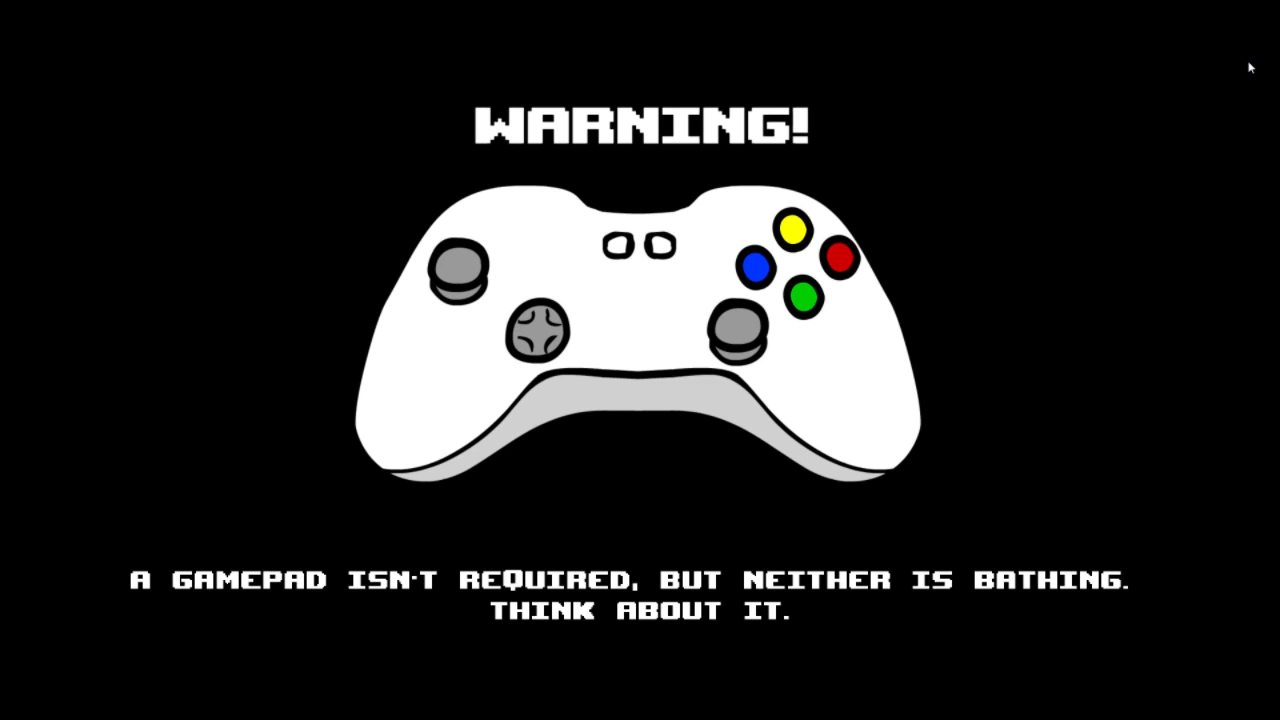 WARNING!
A GAMEPAD ISN'T REQUIRED, BUT NEITHER IS BATHING.
THINK ABOUT IT.